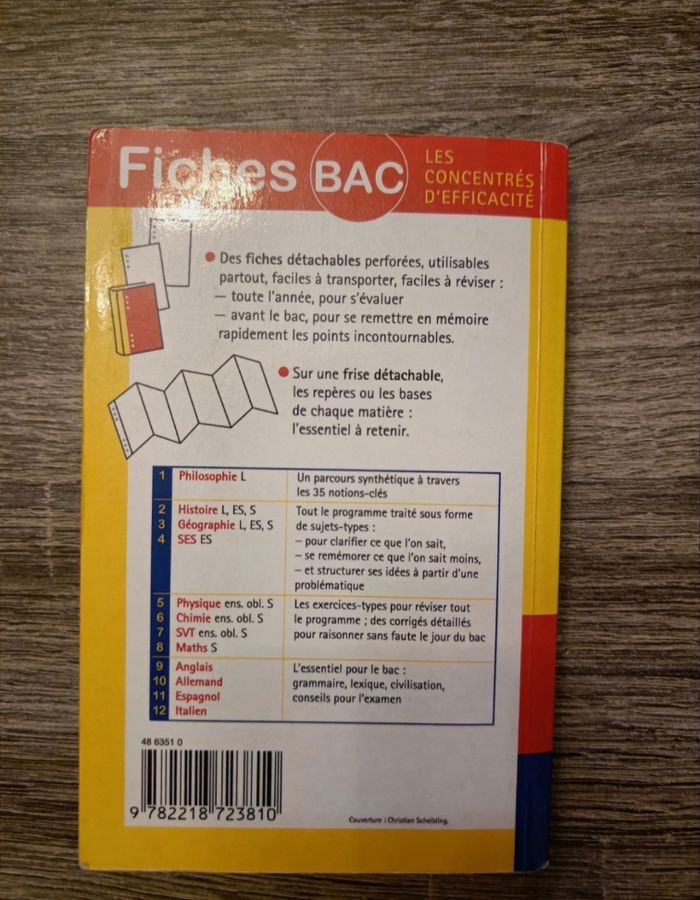 Fiches BAC
LES
CONCENTRÉS
D'EFFICACITÉ
Des fiches détachables perforées, utilisables
partout, faciles à transporter, faciles à réviser :
— toute l'année, pour s'évaluer
— avant le bac, pour se remettre en mémoire
rapidement les points incontournables.
Sur une frise détachable,
les repères ou les bases
de chaque matière :
l'essentiel à retenir.
1 Philosophie L
Un parcours synthétique à travers
les 35 notions-clés
2 Histoire L, ES, S
3 Géographie L, ES, S
4 SES ES
Tout le programme traité sous forme
de sujets-types :
– pour clarifier ce que l'on sait,
– se remémorer ce que l'on sait moins,
– et structurer ses idées à partir d'une
problématique
5 Physique ens. obl. S
6 Chimie ens. obl. S
7 SVT ens. obl. S
8 Maths S
Les exercices-types pour réviser tout
le programme ; des corrigés détaillés
pour raisonner sans faute le jour du bac
9 Anglais
10 Allemand
11 Espagnol
12 Italien
L'essentiel pour le bac :
grammaire, lexique, civilisation,
conseils pour l'examen
48 6351 0
9 782218 723810
Couverture : Christian Scheibling.